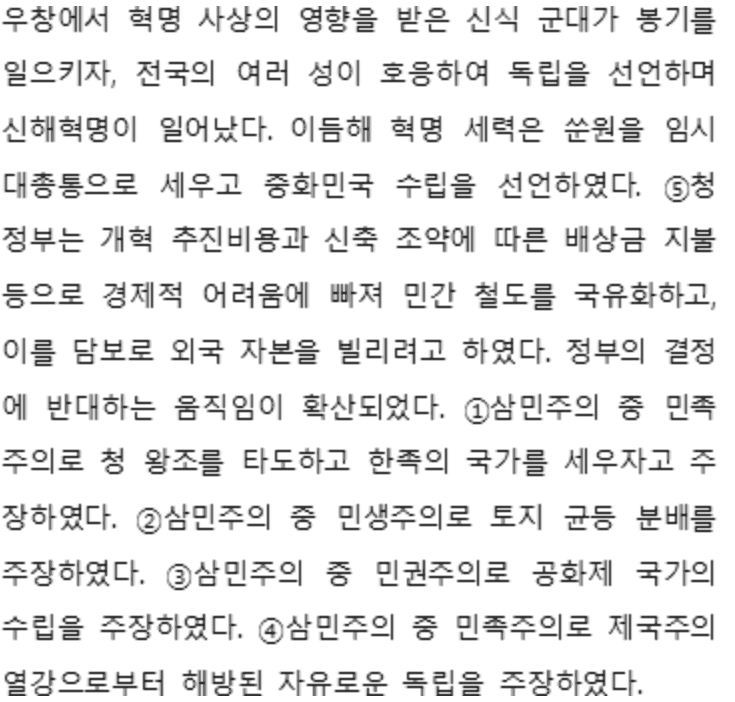 우창에서 혁명 사상의 영향을 받은 신식 군대가 봉기를
일으키자, 전국의 여러 성이 호응하여 독립을 선언하며
신해혁명이 일어났다. 이듬해 혁명 세력은 쑨원을 임시
대총통으로 세우고 중화민국 수립을 선언하였다. ⑤청
정부는 개혁 추진비용과 신축 조약에 따른 배상금 지불
등으로 경제적 어려움에 빠져 민간 철도를 국유화하고,
이를 담보로 외국 자본을 빌리려고 하였다. 정부의 결정
에 반대하는 움직임이 확산되었다. ①삼민주의 중 민족
주의로 청 왕조를 타도하고 한족의 국가를 세우자고 주
장하였다. ②삼민주의 중 민생주의로 토지 균등 분배를
주장하였다. ③삼민주의 중 민권주의로 공화제 국가의
수립을 주장하였다. ④삼민주의 중 민족주의로 제국주의
열강으로부터 해방된 자유로운 독립을 주장하였다.